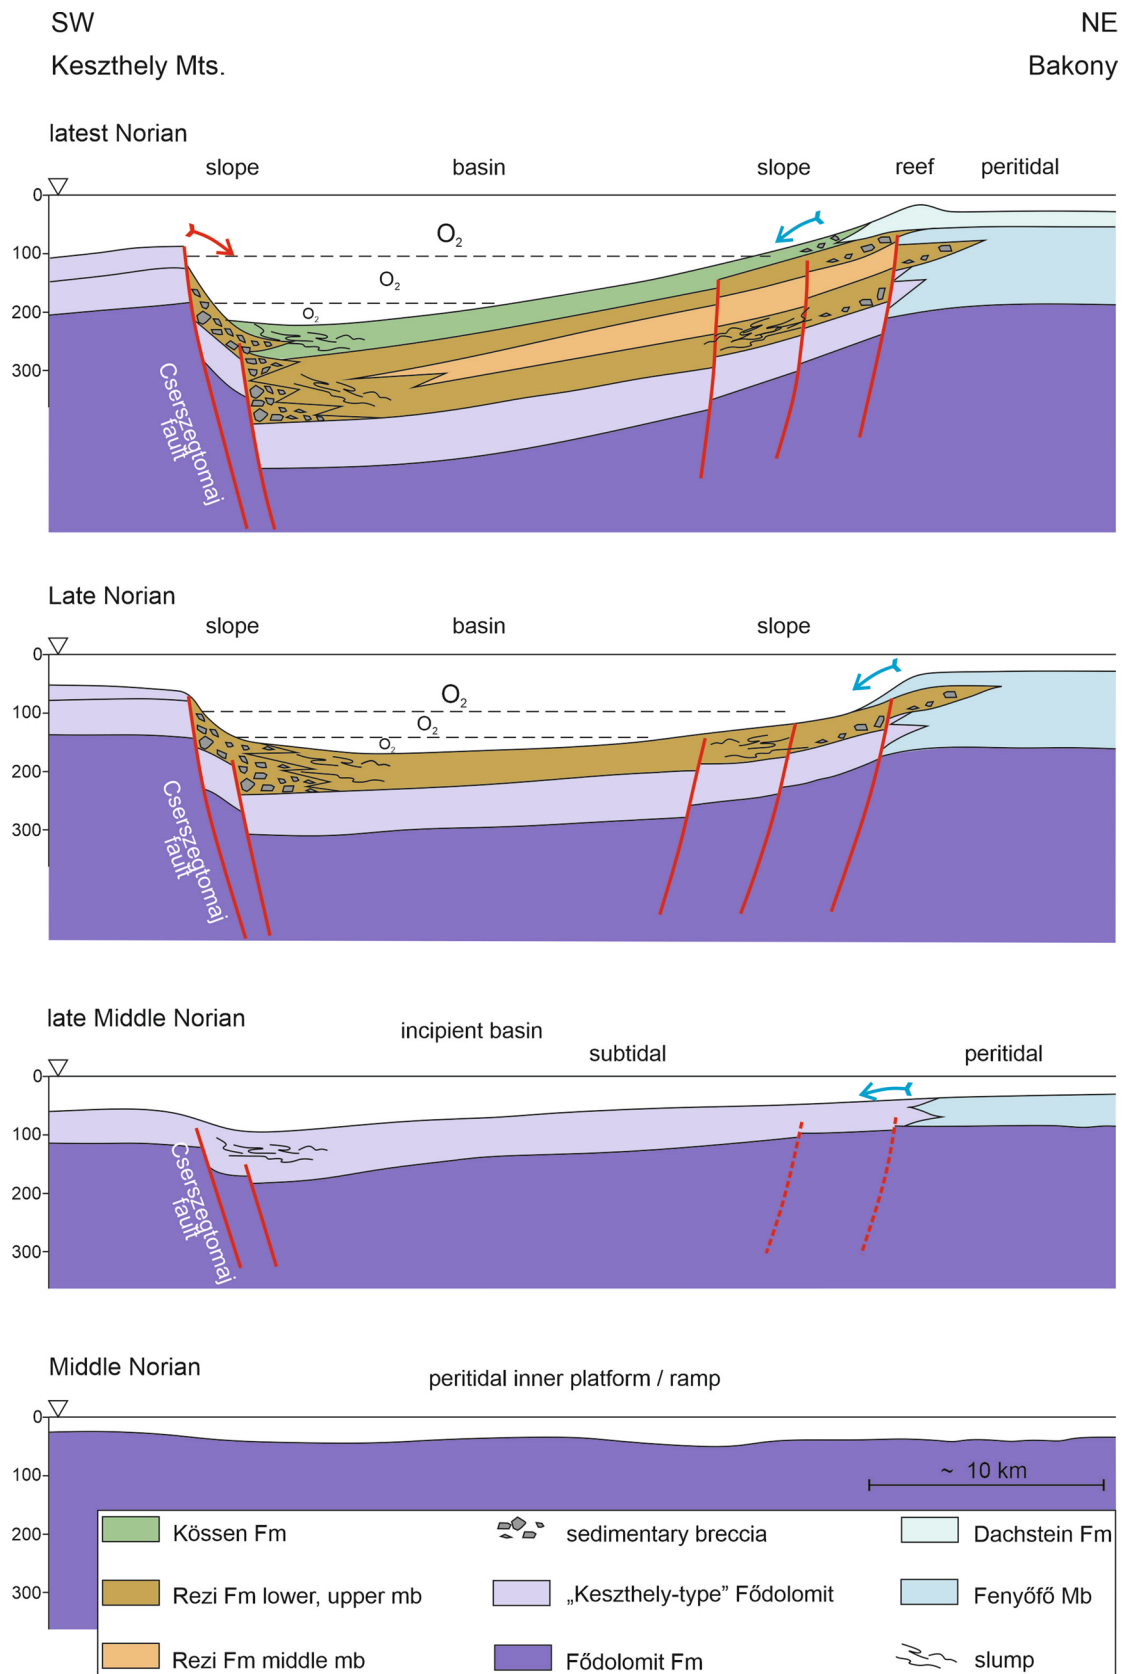 SW NE
Keszthely Mts. Bakony
latest Norian
slope basin slope reef peritidal
0
O2
100
O2
200
O2
300
Cserszegtomaj
fault
Late Norian
slope basin slope
0
O2
100
O2
O2
200
300
Cserszegtomaj
fault
late Middle Norian
incipient basin
subtidal peritidal
0
100
200
300
Cserszegtomaj
fault
Middle Norian
peritidal inner platform / ramp
0
~ 10 km
100
200
300
Kössen Fm sedimentary breccia Dachstein Fm
Rezi Fm lower, upper mb „Keszthely-type” Fődolomit Fenyőfő Mb
Rezi Fm middle mb Fődolomit Fm slump